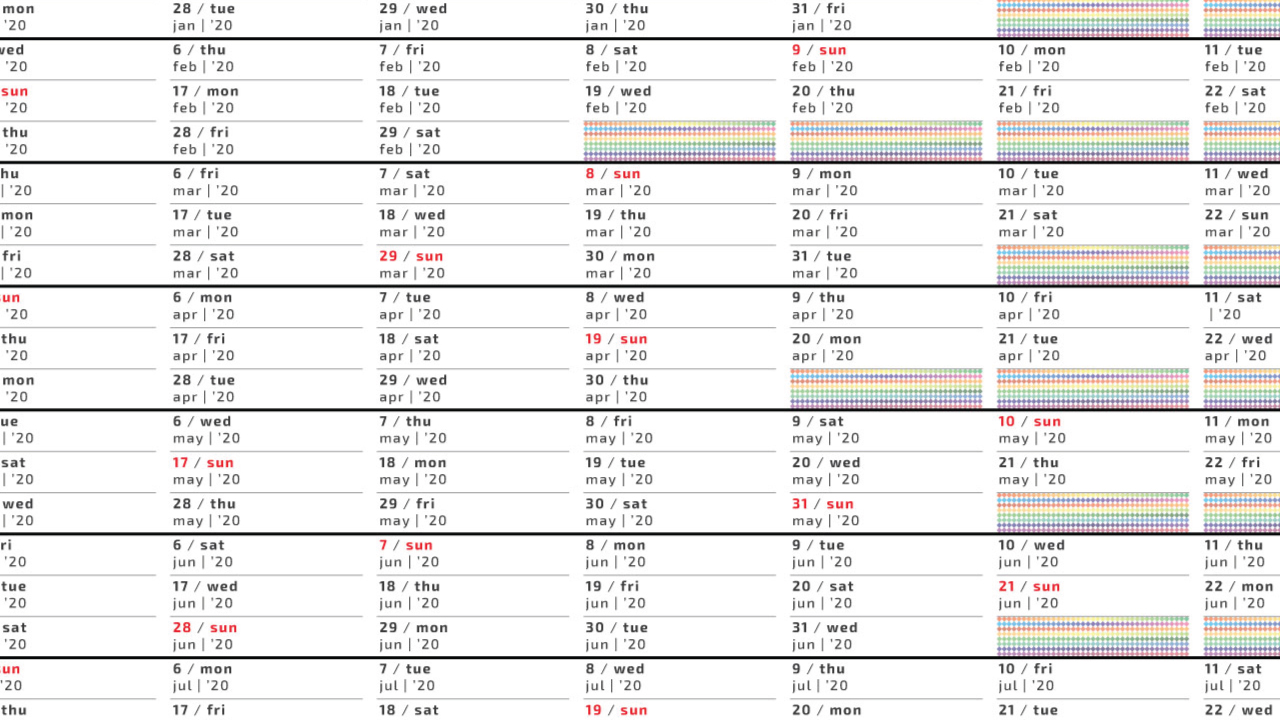 mon 28 / tue 29 / wed 30 / thu 31 / fri
'20 jan | '20 jan | '20 jan | '20 jan | '20
wed 6 / thu 7 / fri 8 / sat 9 / sun 10 / mon 11 / tue
'20 feb | '20 feb | '20 feb | '20 feb | '20 feb | '20 feb | '20
sun 17 / mon 18 / tue 19 / wed 20 / thu 21 / fri 22 / sat
'20 feb | '20 feb | '20 feb | '20 feb | '20 feb | '20 feb | '20
thu 28 / fri 29 / sat
'20 feb | '20 feb | '20
hu 6 / fri 7 / sat 8 / sun 9 / mon 10 / tue 11 / wed
| '20 mar | '20 mar | '20 mar | '20 mar | '20 mar | '20 mar | '20
mon 17 / tue 18 / wed 19 / thu 20 / fri 21 / sat 22 / sun
| '20 mar | '20 mar | '20 mar | '20 mar | '20 mar | '20 mar | '20
fri 28 / sat 29 / sun 30 / mon 31 / tue
| '20 mar | '20 mar | '20 mar | '20 mar | '20
sun 6 / mon 7 / tue 8 / wed 9 / thu 10 / fri 11 / sat
'20 apr | '20 apr | '20 apr | '20 apr | '20 apr | '20 | '20
thu 17 / fri 18 / sat 19 / sun 20 / mon 21 / tue 22 / wed
'20 apr | '20 apr | '20 apr | '20 apr | '20 apr | '20 apr | '20
mon 28 / tue 29 / wed 30 / thu
'20 apr | '20 apr | '20 apr | '20
ue 6 / wed 7 / thu 8 / fri 9 / sat 10 / sun 11 / mon
| '20 may | '20 may | '20 may | '20 may | '20 may | '20 may | '20
sat 17 / sun 18 / mon 19 / tue 20 / wed 21 / thu 22 / fri
| '20 may | '20 may | '20 may | '20 may | '20 may | '20 may | '20
wed 28 / thu 29 / fri 30 / sat 31 / sun
| '20 may | '20 may | '20 may | '20 may | '20
ri 6 / sat 7 / sun 8 / mon 9 / tue 10 / wed 11 / thu
'20 jun | '20 jun | '20 jun | '20 jun | '20 jun | '20 jun | '20
tue 17 / wed 18 / thu 19 / fri 20 / sat 21 / sun 22 / mon
'20 jun | '20 jun | '20 jun | '20 jun | '20 jun | '20 jun | '20
sat 28 / sun 29 / mon 30 / tue 31 / wed
'20 jun | '20 jun | '20 jun | '20 jun | '20
sun 6 / mon 7 / tue 8 / wed 9 / thu 10 / fri 11 / sat
'20 jul | '20 jul | '20 jul | '20 jul | '20 jul | '20 jul | '20
thu 17 / fri 18 / sat 19 / sun 20 / mon 21 / tue 22 / wed